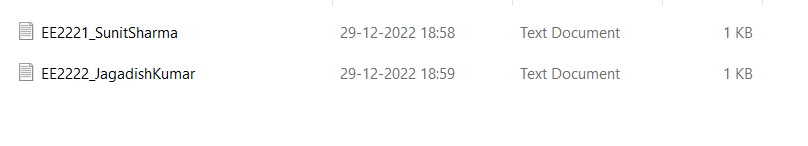 EE2221_SunitSharma 29-12-2022 18:58 Text Document 1 KB
EE2222_JagadishKumar 29-12-2022 18:59 Text Document 1 KB